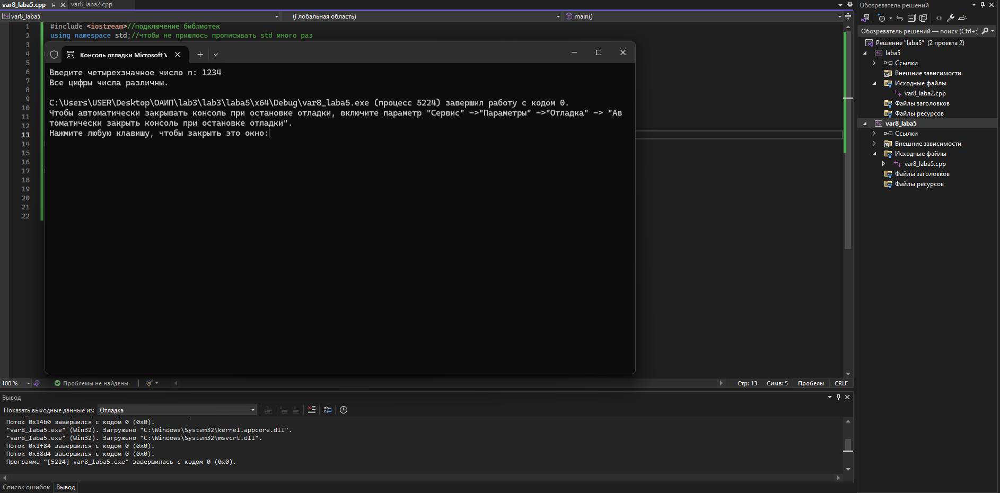 var8_laba5.cpp
var8_laba2.cpp
var8_laba5
(Глобальная область)
main()
1 #include <iostream>//подключение библиотек
2 using namespace std;//чтобы не пришлось прописывать std много раз
3
4
5
6
7
8
9
10
11
12
13
14
15
16
17
18
19
20
21
22
Консоль отладки Microsoft V
Введите четырехзначное число n: 1234
Все цифры числа различны.
C:\Users\USER\Desktop\ОАИП\lab3\lab3\laba5\x64\Debug\var8_laba5.exe (процесс 5224) завершил работу с кодом 0.
Чтобы автоматически закрывать консоль при остановке отладки, включите параметр "Сервис" ->"Параметры" ->"Отладка" -> "Ав
томатически закрыть консоль при остановке отладки".
Нажмите любую клавишу, чтобы закрыть это окно:
100 %
Проблемы не найдены.
Стр: 13
Симв: 5
Пробелы
CRLF
Вывод
Показать выходные данные из:
Отладка
Поток 0x14b0 завершился с кодом 0 (0x0).
"var8_laba5.exe" (Win32). Загружено "C:\Windows\System32\kernel.appcore.dll".
"var8_laba5.exe" (Win32). Загружено "C:\Windows\System32\msvcrt.dll".
Поток 0x1f84 завершился с кодом 0 (0x0).
Поток 0x38d4 завершился с кодом 0 (0x0).
Программа "[5224] var8_laba5.exe" завершилась с кодом 0 (0x0).
Список ошибок
Вывод
Обозреватель решений
Обозреватель решений — поиск (Ctrl+;
Решение "laba5" (2 проекта 2)
laba5
Ссылки
Внешние зависимости
Исходные файлы
var8_laba2.cpp
Файлы заголовков
Файлы ресурсов
var8_laba5
Ссылки
Внешние зависимости
Исходные файлы
var8_laba5.cpp
Файлы заголовков
Файлы ресурсов